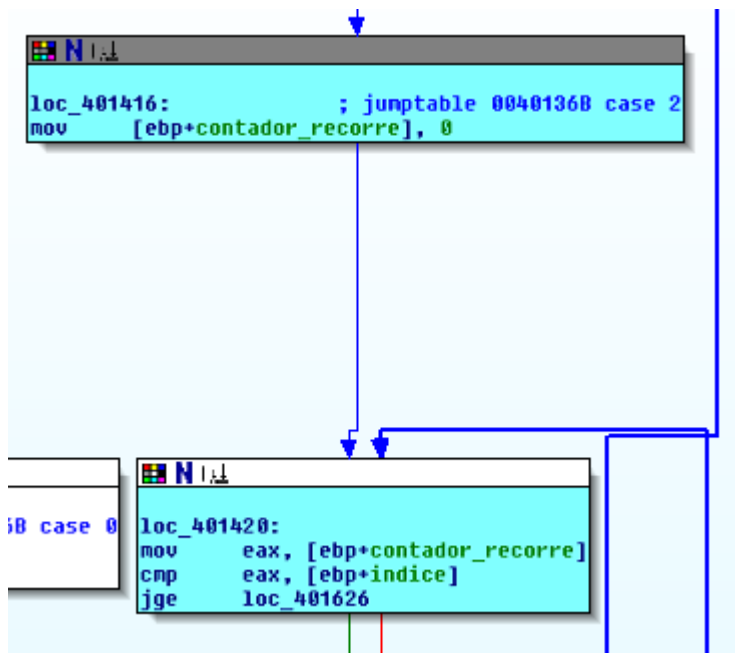 loc_401416: ; jumptable 0040136B case 2
mov [ebp+contador_recorre], 0
6B case 0
loc_401420:
mov eax, [ebp+contador_recorre]
cmp eax, [ebp+indice]
jge loc_401626